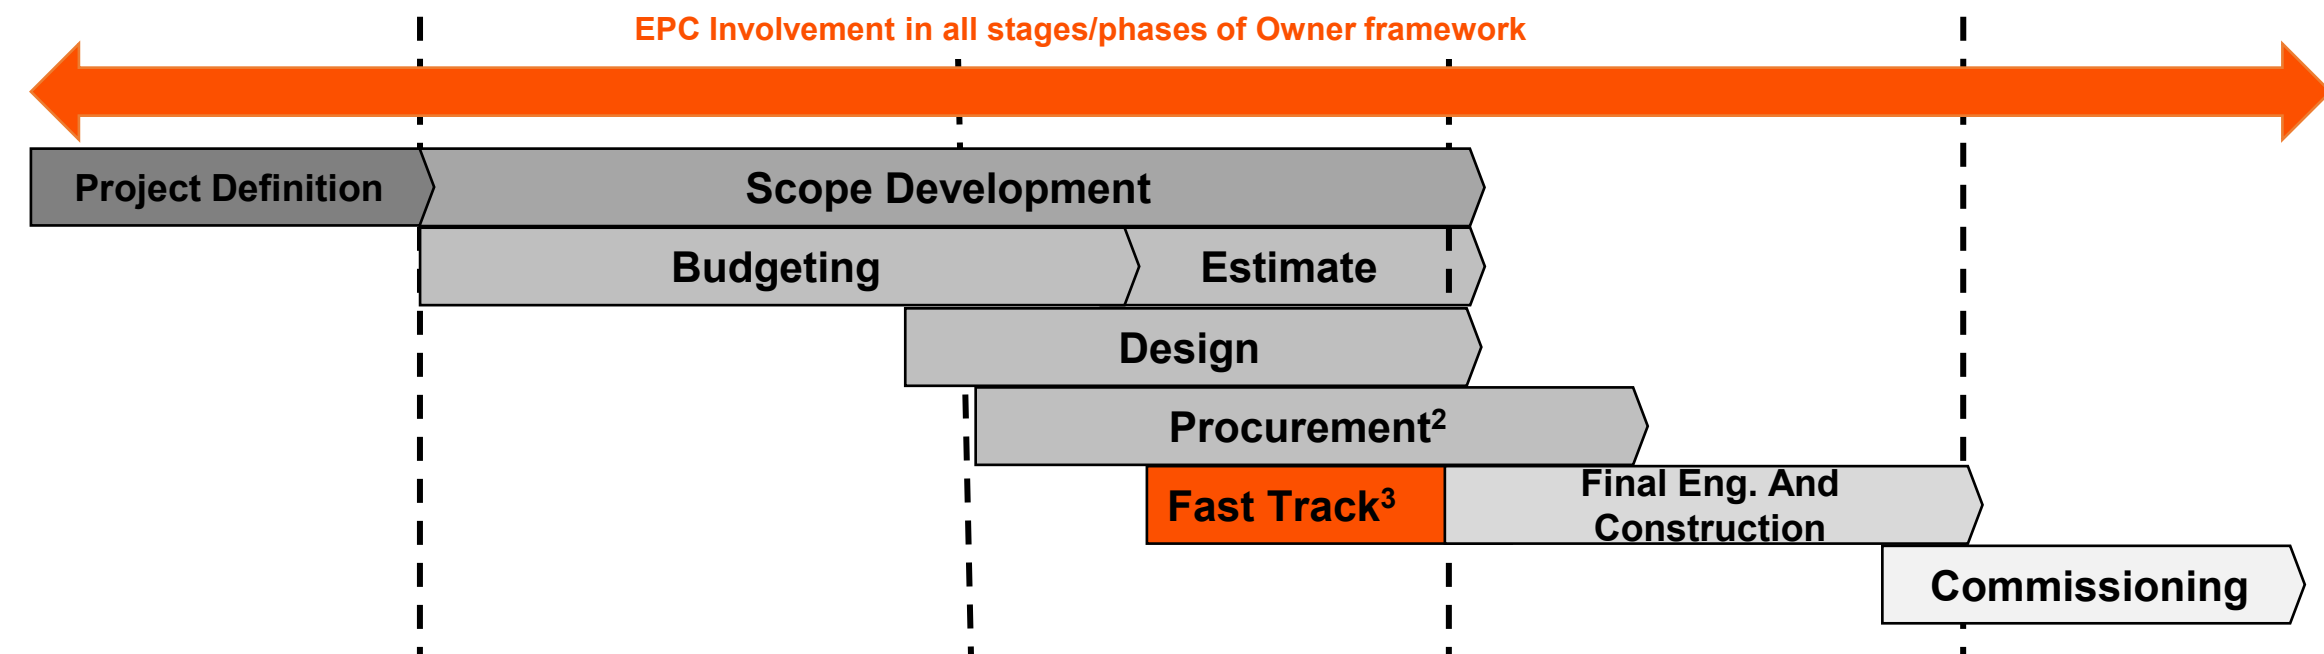 EPC Involvement in all stages/phases of Owner framework
Project Definition
Scope Development
Budgeting
Estimate
Design
Procurement²
Fast Track³
Final Eng. And
Construction
Commissioning